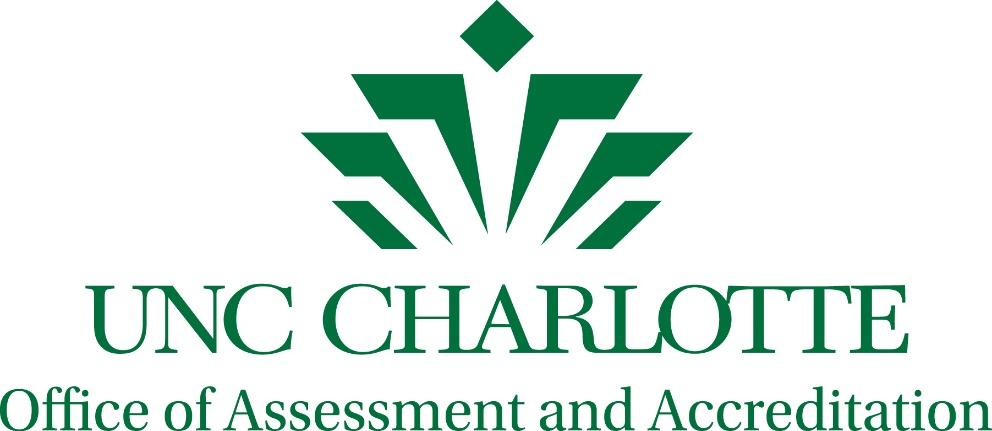 UNC CHARLOTTE
Office of Assessment and Accreditation